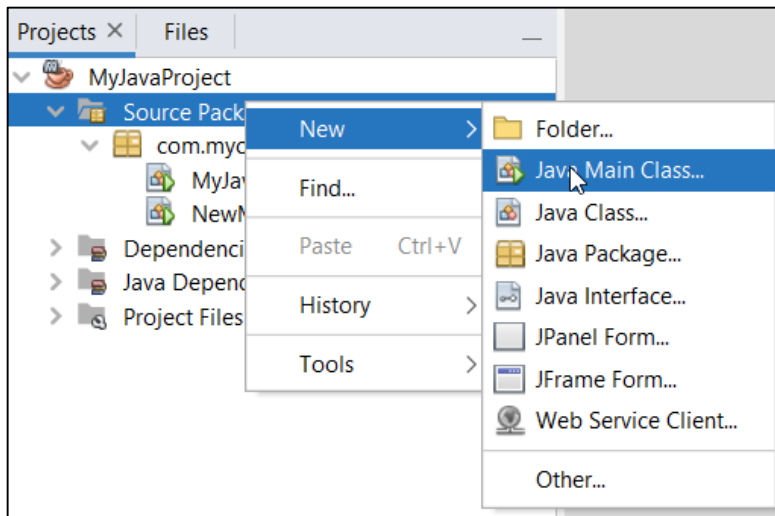 Projects Files
MyJavaProject
Source Pack
com.myc
MyJav
NewM
Dependenci
Java Depend
Project Files
New
Find...
Paste Ctrl+V
History
Tools
Folder...
Java Main Class...
Java Class...
Java Package...
Java Interface...
JPanel Form...
JFrame Form...
Web Service Client...
Other...